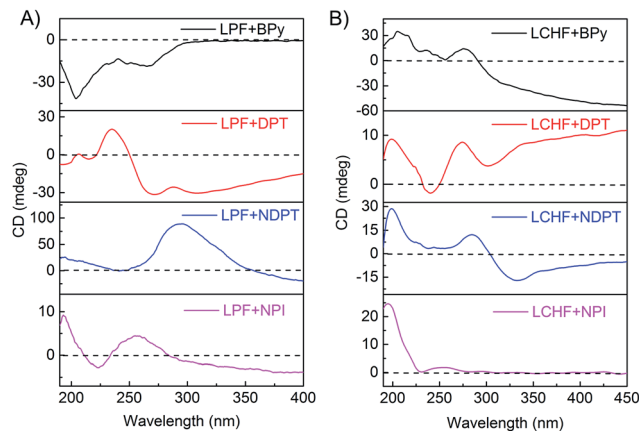 A)
0
-30
LPF+BPy
30
0
-30
LPF+DPT
100
50
0
LPF+NDPT
10
0
LPF+NPI
CD (mdeg)
200 250 300 350 400
Wavelength (nm)
B)
30
0
-30
-60
LCHF+BPy
10
0
LCHF+DPT
30
15
0
-15
LCHF+NDPT
20
10
0
LCHF+NPI
CD (mdeg)
200 250 300 350 400 450
Wavelength (nm)